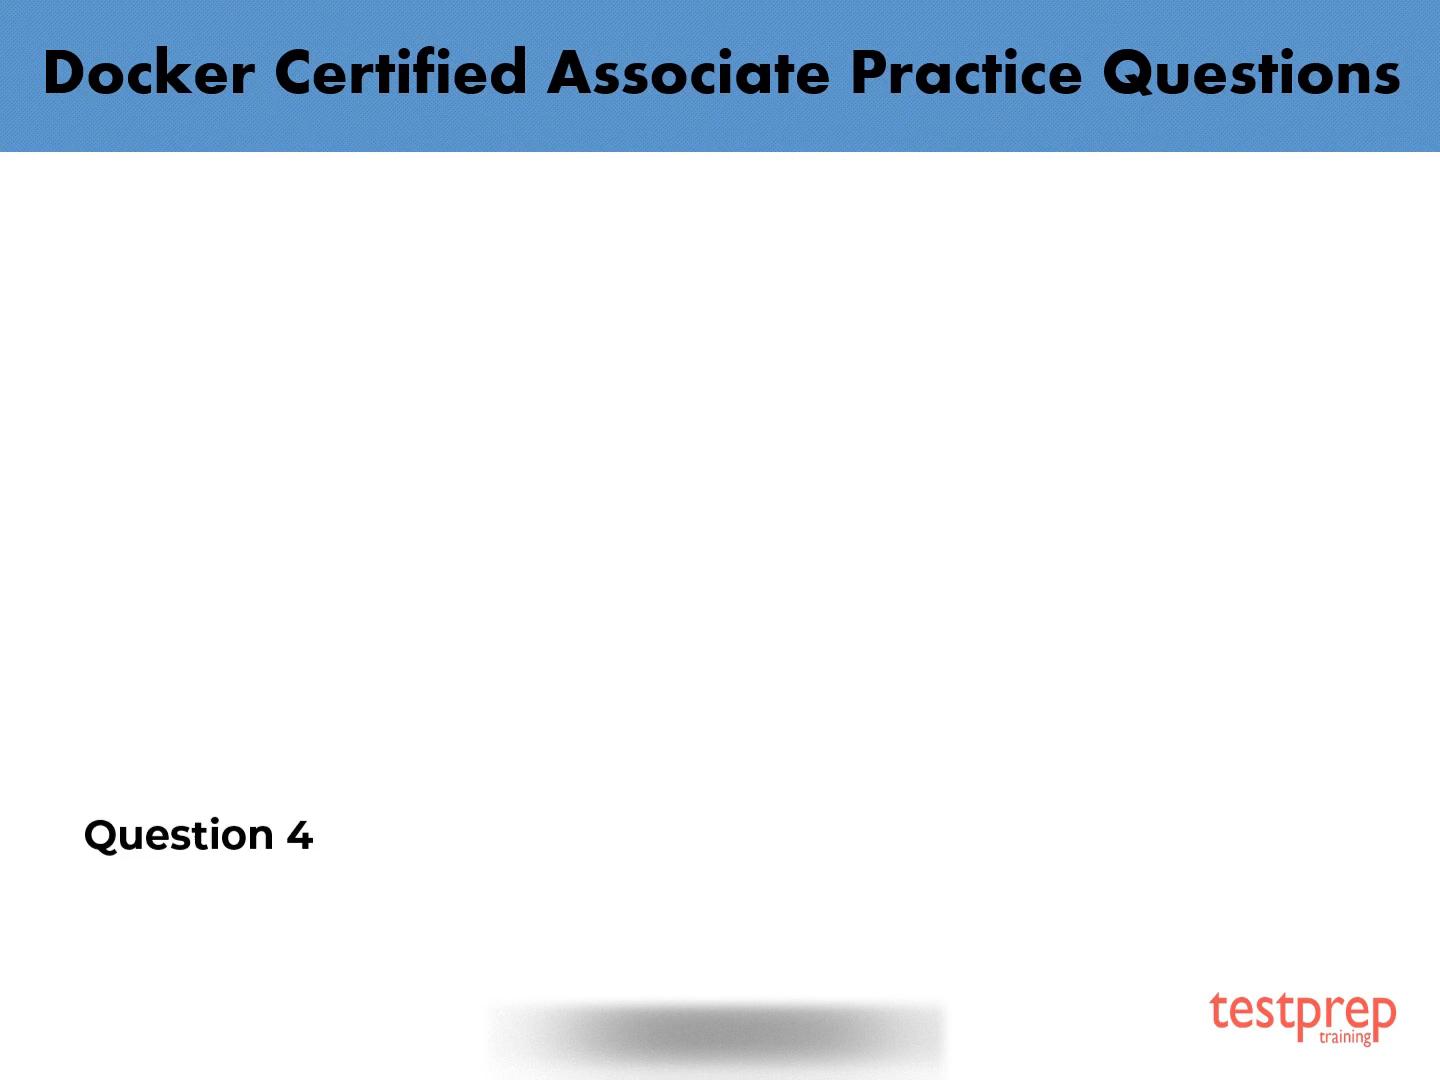 Docker Certified Associate Practice Questions
Question 4
testprep
training